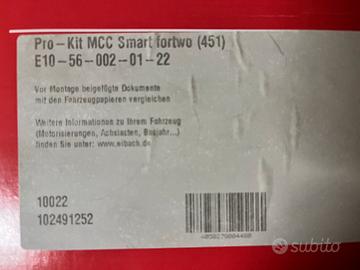 Pro-Kit MCC Smart fortwo (451)
E10-56-002-01-22
Vor Montage beigefügte Dokumente
mit den Fahrzeugpapieren vergleichen
Weitere Informationen zu Ihrem Fahrzeug
(Motorisierungen, Achslasten, Baujahr...)
finden Sie unter: www.eibach.de
10022
102491252
subito